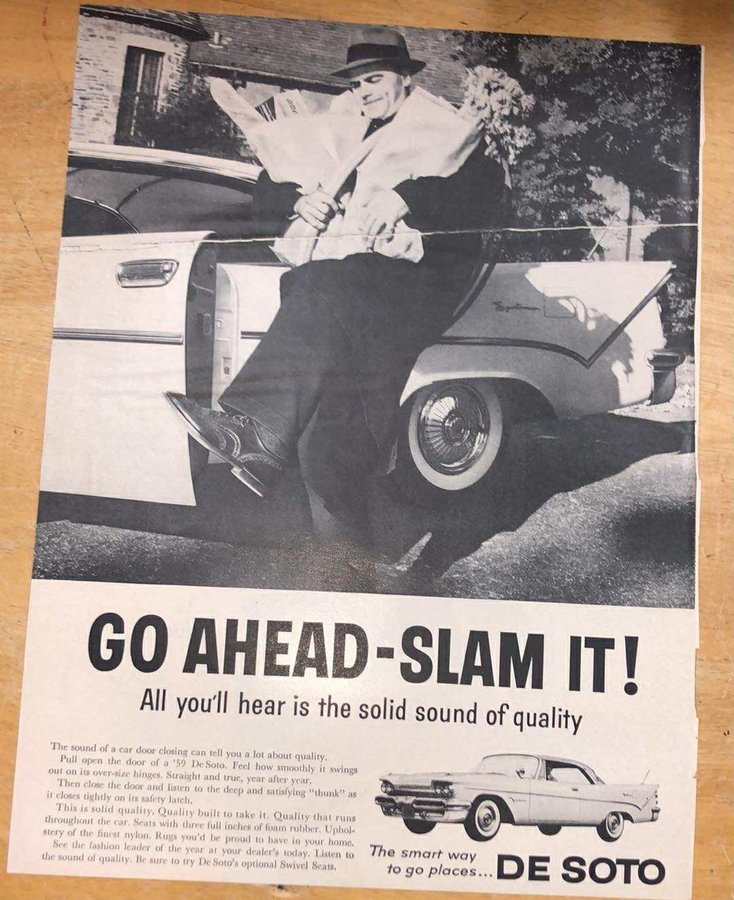 Sportsman
GO AHEAD-SLAM IT!
All you'll hear is the solid sound of quality
The sound of a car door closing can tell you a lot about quality.
Pull open the door of a '59 De Soto. Feel how smoothly it swings
out on its over-size hinges. Straight and true, year after year.
Then close the door and listen to the deep and satisfying "thunk" as
it closes tightly on its safety latch.
This is solid quality. Quality built to take it. Quality that runs
throughout the car. Seats with three full inches of foam rubber. Uphol-
stery of the finest nylon. Rugs you'd be proud to have in your home.
See the fashion leader of the year at your dealer's today. Listen to
the sound of quality. Be sure to try De Soto's optional Swivel Seats.
The smart way
to go places... DE SOTO